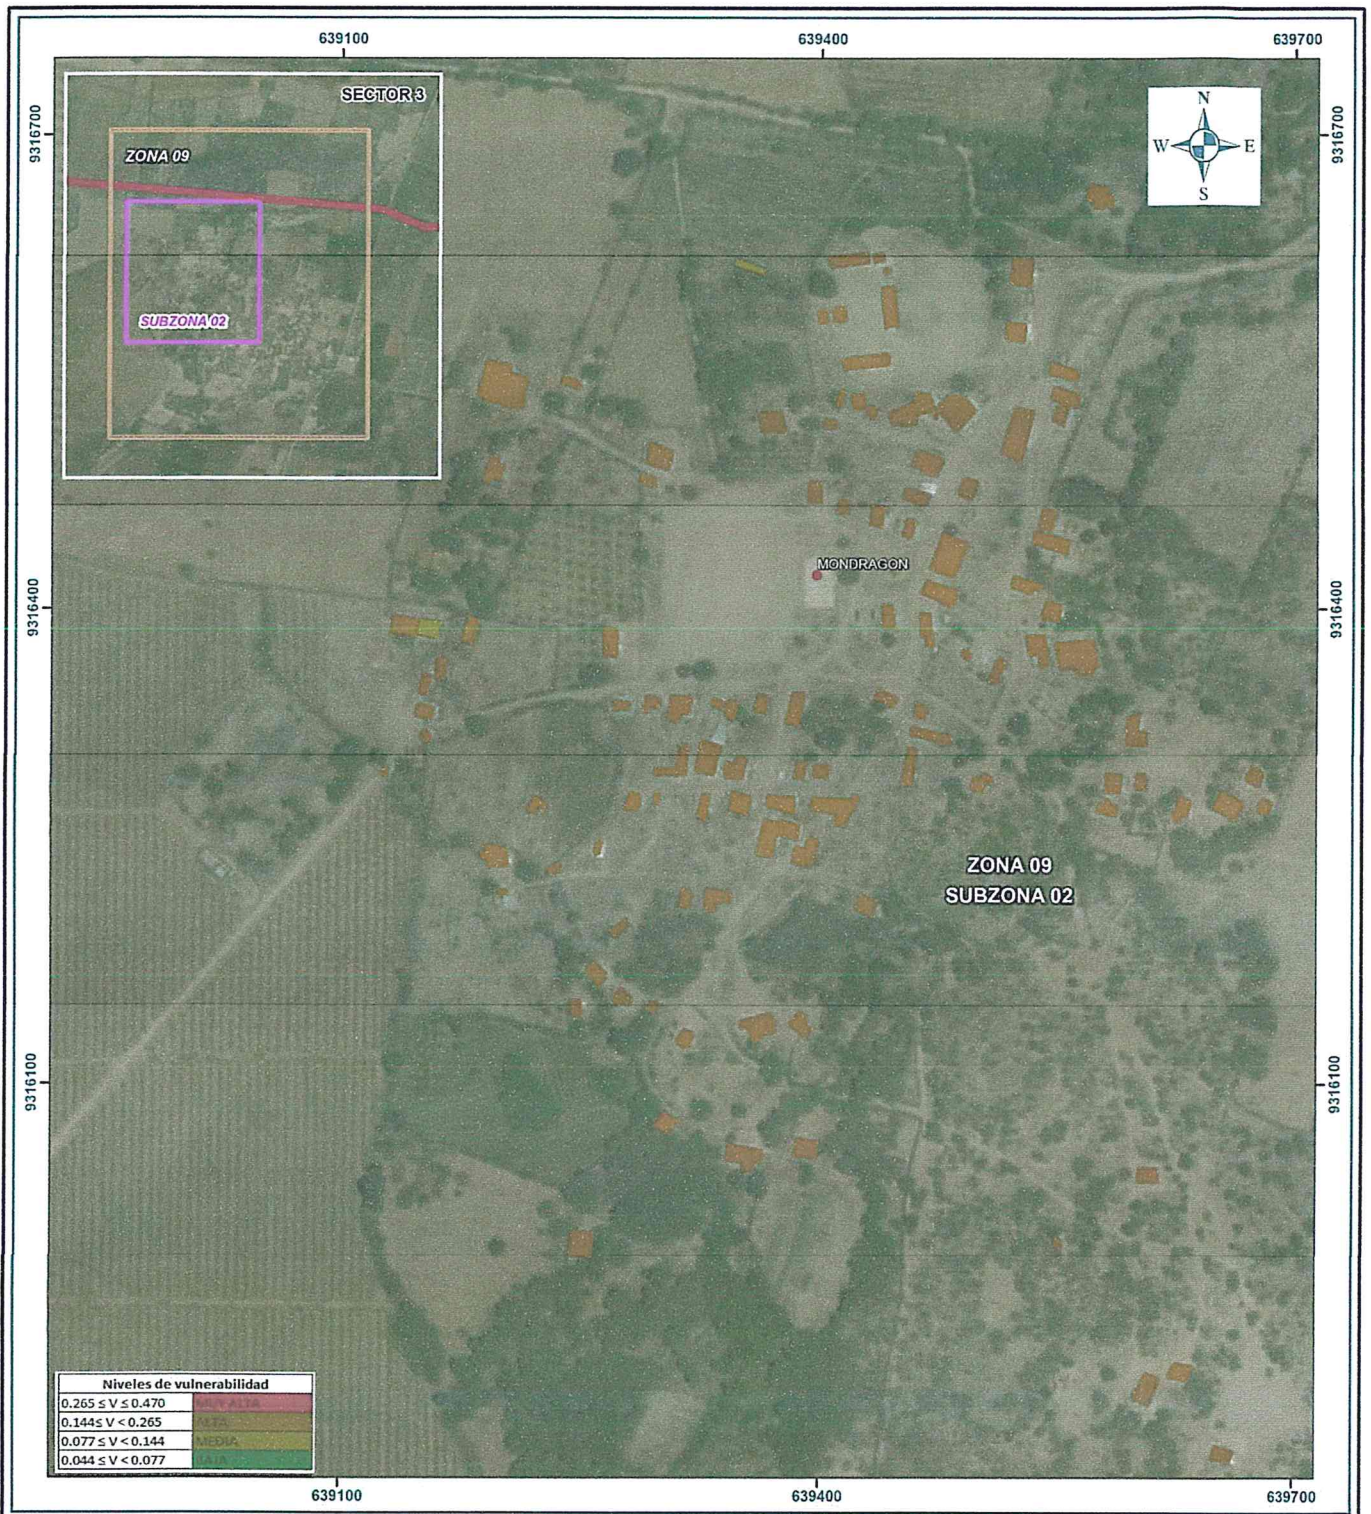 639100
639400
639700
SECTOR 3
ZONA 09
SUBZONA 02
N
W
E
S
9316700
9316700
MONDRAGON
9316400
9316400
ZONA 09
SUBZONA 02
9316100
9316100
Niveles de vulnerabilidad
0.265 ≤ V ≤ 0.470 MUY ALTA
0.144≤ V < 0.265 ALTA
0.077 ≤ V < 0.144 MEDIA
0.044 ≤ V < 0.077 BAJA
639100
639400
639700